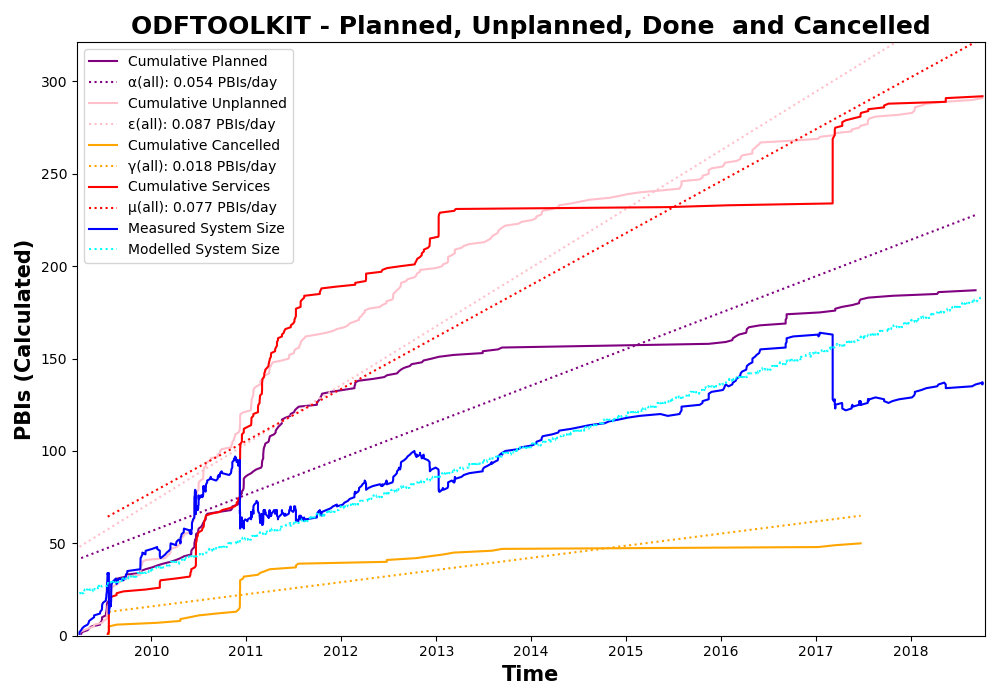 ODFTOOLKIT - Planned, Unplanned, Done  and Cancelled
Cumulative Planned
α(all): 0.054 PBIs/day
Cumulative Unplanned
ε(all): 0.087 PBIs/day
Cumulative Cancelled
γ(all): 0.018 PBIs/day
Cumulative Services
μ(all): 0.077 PBIs/day
Measured System Size
Modelled System Size
PBIs (Calculated)
300
250
200
150
100
50
0
2010 2011 2012 2013 2014 2015 2016 2017 2018
Time